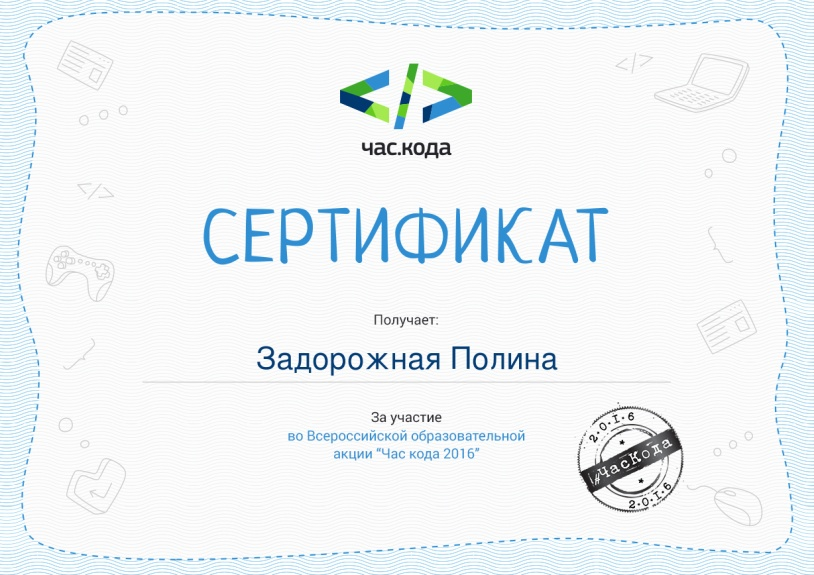 </>
час.кода
СЕРТИФИКАТ
Получает:
Задорожная Полина
За участие
во Всероссийской образовательной
акции “Час кода 2016”
2·0·1·6
#ЧасКода
2·0·1·6